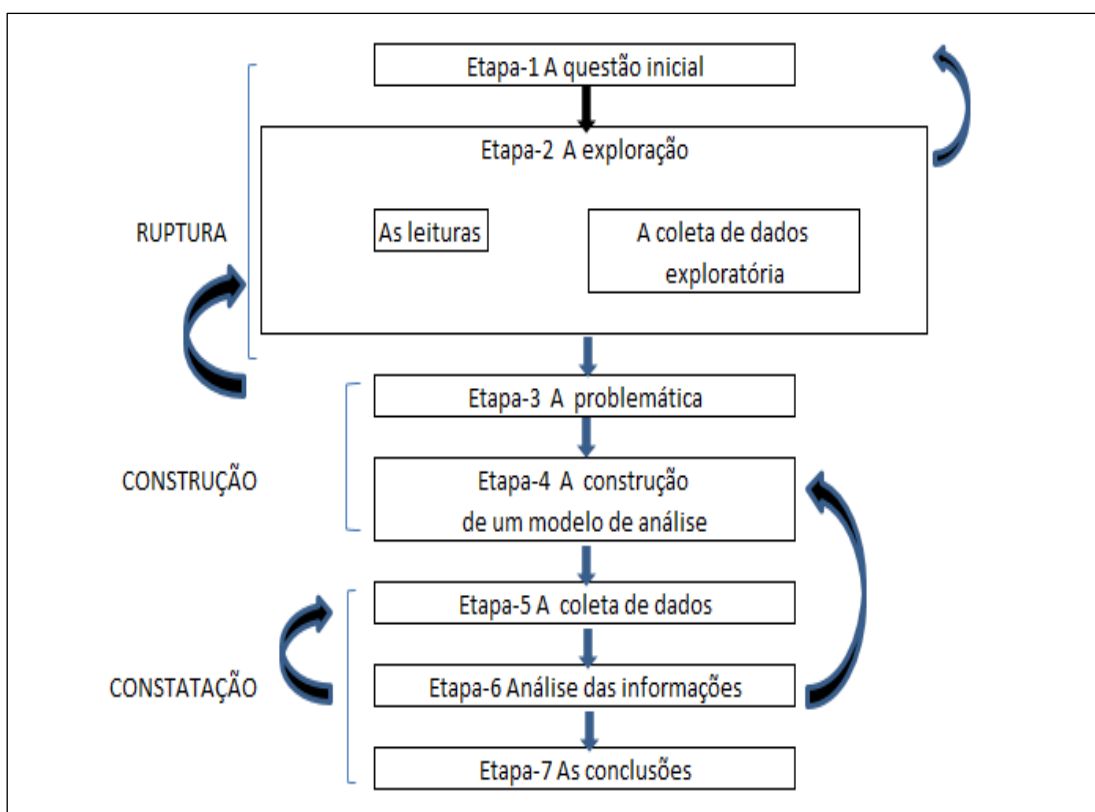 Etapa-1 A questão inicial
Etapa-2 A exploração
RUPTURA
As leituras
A coleta de dados
exploratória
Etapa-3 A problemática
CONSTRUÇÃO
Etapa-4 A construção
de um modelo de análise
Etapa-5 A coleta de dados
CONSTATAÇÃO
Etapa-6 Análise das informações
Etapa-7 As conclusões